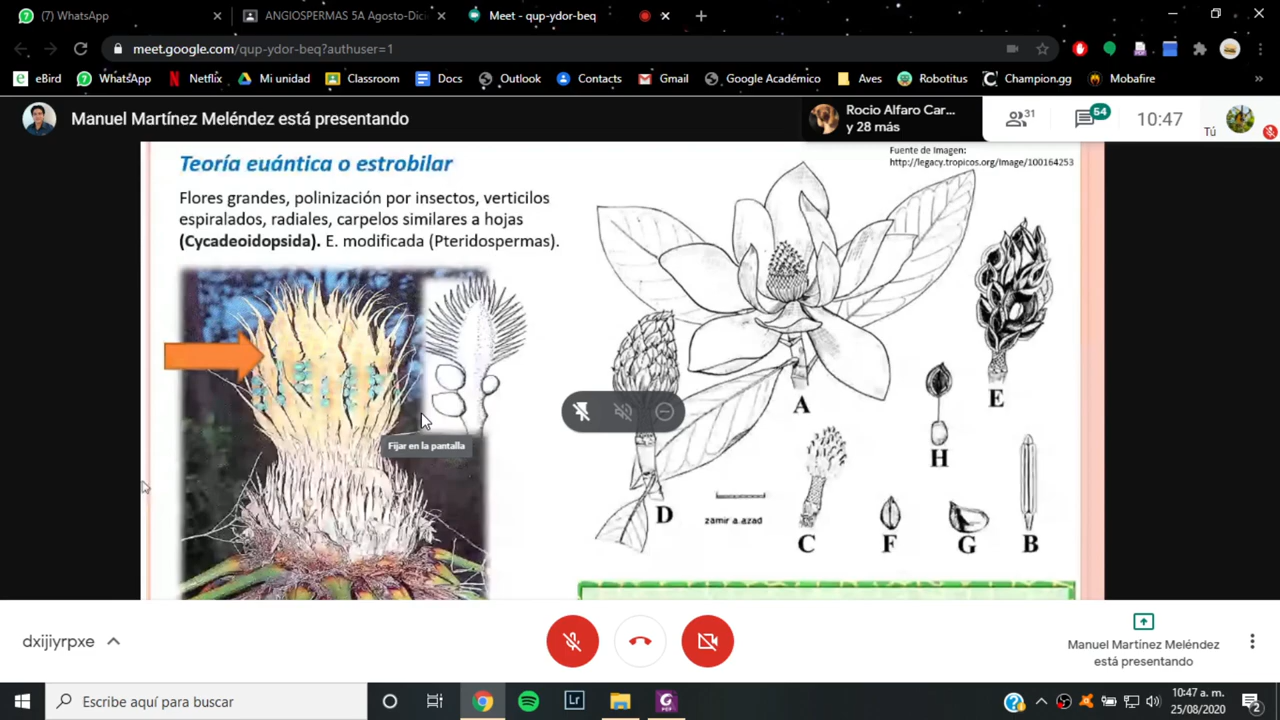 (7) WhatsApp
ANGIOSPERMAS 5A Agosto-Dici
Meet - qup-ydor-beq
meet.google.com/qup-ydor-beq?authuser=1
eBird WhatsApp Netflix Mi unidad Classroom Docs Outlook Contacts Gmail Google Académico Aves Robotitus Champion.gg Mobafire
Manuel Martínez Meléndez está presentando
Rocio Alfaro Car...
y 28 más
31
54
10:47
Tú
Teoría euántica o estrobilar
Fuente de Imagen:
http://legacy.tropicos.org/Image/100164253
Flores grandes, polinización por insectos, verticilos
espiralados, radiales, carpelos similares a hojas
(Cycadeoidopsida). E. modificada (Pteridospermas).
A
E
Fijar en la pantalla
H
D
zamir a.azad
C
F
G
B
dxijiyrpxe
Manuel Martínez Meléndez
está presentando
Escribe aquí para buscar
Lr
PDF
10:47 a. m.
25/08/2020
2